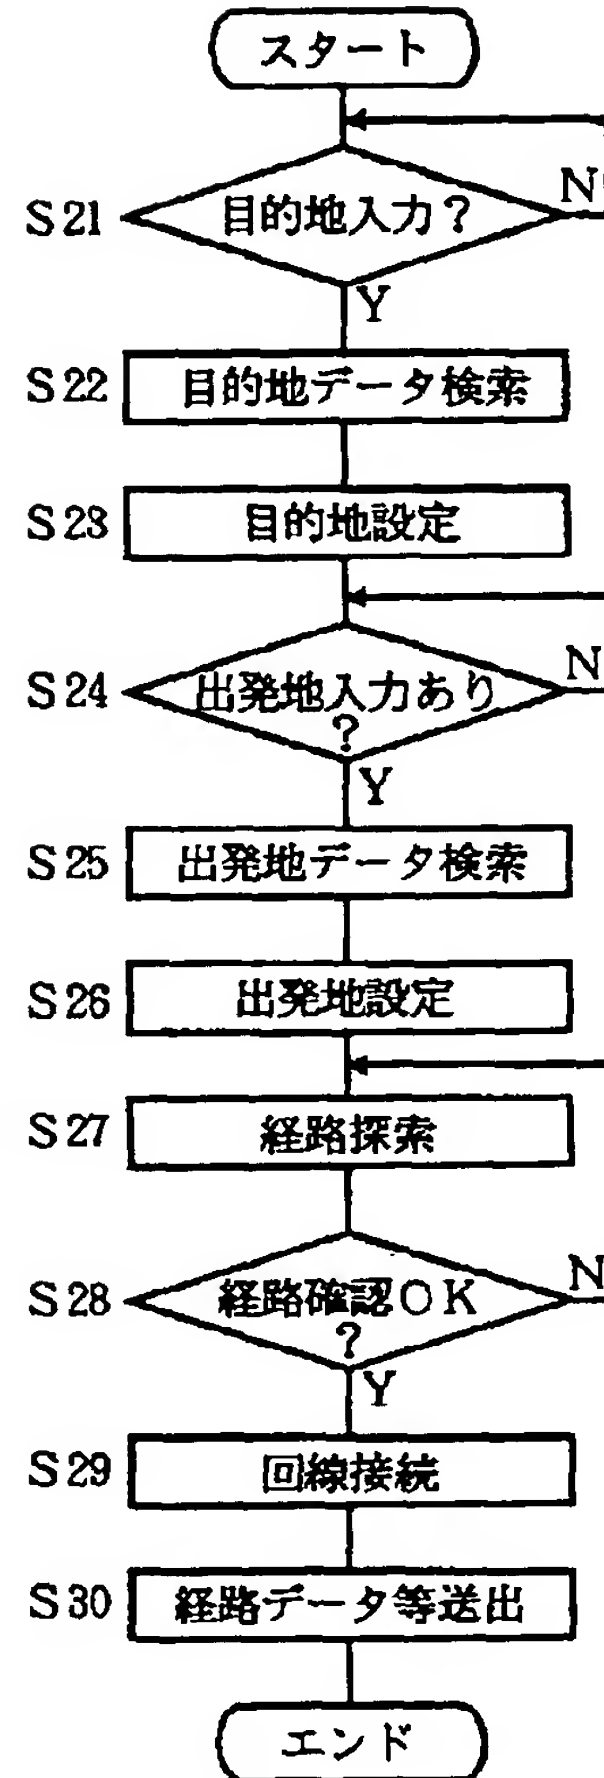 スタート
S21 目的地入力? N
Y
S22 目的地データ検索
S23 目的地設定
S24 出発地入力あり N
?
Y
S25 出発地データ検索
S26 出発地設定
S27 経路探索
S28 経路確認OK N
?
Y
S29 回線接続
S30 経路データ等送出
エンド